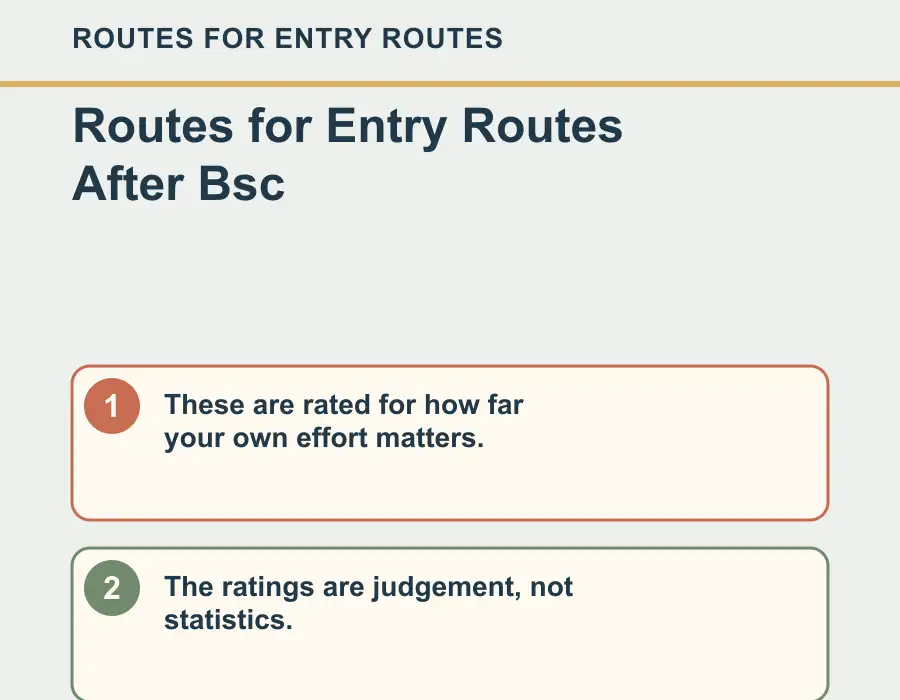 ROUTES FOR ENTRY ROUTES
Routes for Entry Routes
After Bsc
1
These are rated for how far
your own effort matters.
2
The ratings are judgement, not
statistics.